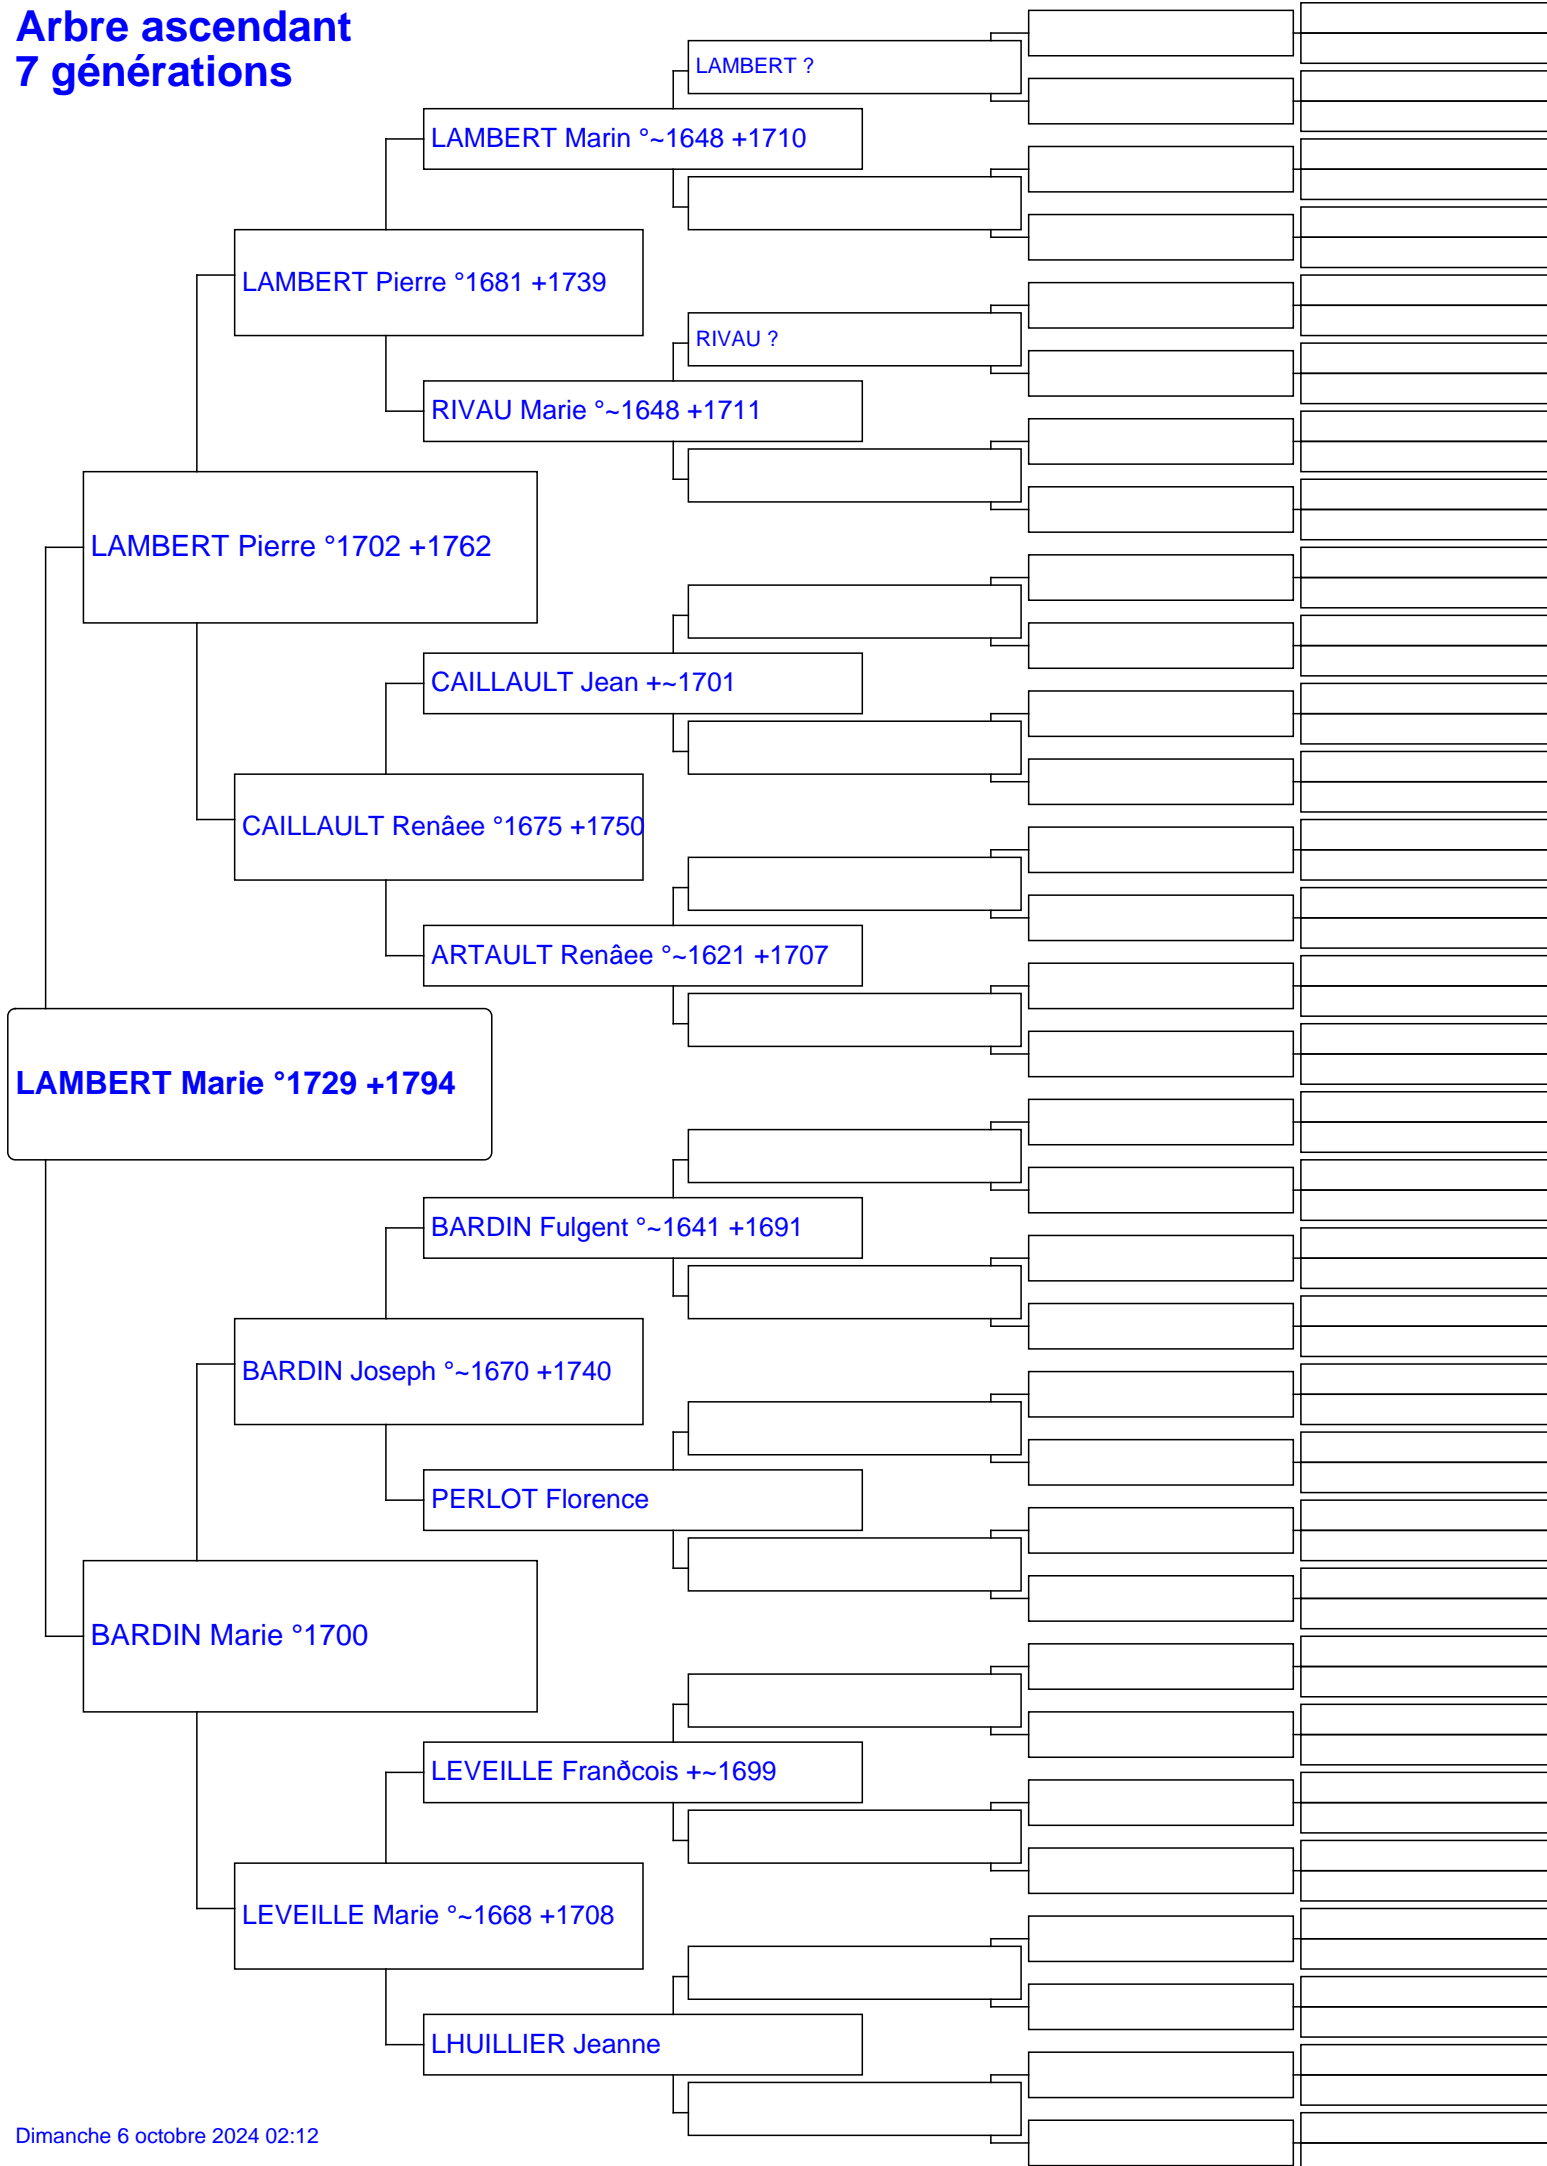 Arbre ascendant
7 générations
LAMBERT ?
LAMBERT Marin °~1648 +1710
LAMBERT Pierre °1681 +1739
RIVAU ?
RIVAU Marie °~1648 +1711
LAMBERT Pierre °1702 +1762
CAILLAULT Jean +~1701
CAILLAULT Renâee °1675 +1750
ARTAULT Renâee °~1621 +1707
LAMBERT Marie °1729 +1794
BARDIN Fulgent °~1641 +1691
BARDIN Joseph °~1670 +1740
PERLOT Florence
BARDIN Marie °1700
LEVEILLE Franðcois +~1699
LEVEILLE Marie °~1668 +1708
LHUILLIER Jeanne
Dimanche 6 octobre 2024 02:12